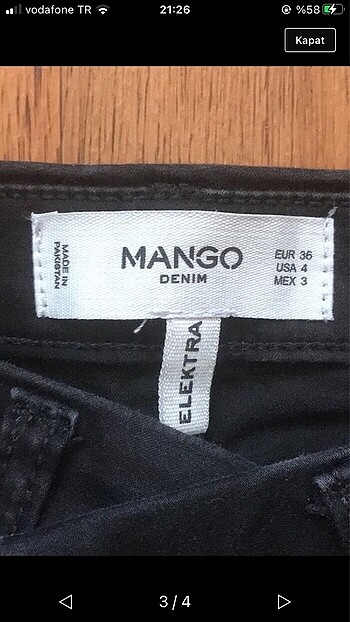 vodafone TR
21:26
%58
Kapat
MADE IN
PAKISTAN
MANGO
DENIM
EUR 36
USA 4
MEX 3
ELEKTRA
3 / 4